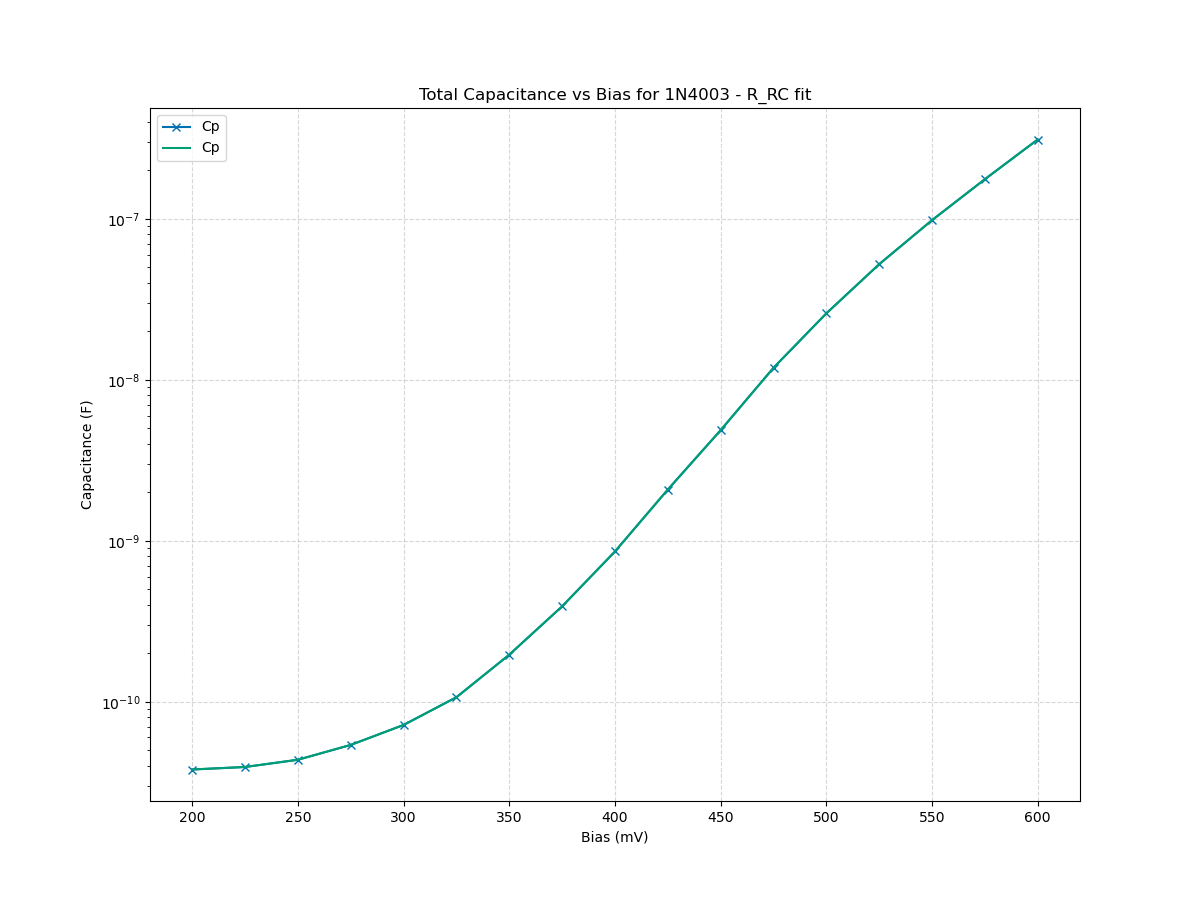 Total Capacitance vs Bias for 1N4003 - R_RC fit
Cp
Cp
Capacitance (F)
10⁻⁷
10⁻⁸
10⁻⁹
10⁻¹⁰
200 250 300 350 400 450 500 550 600
Bias (mV)